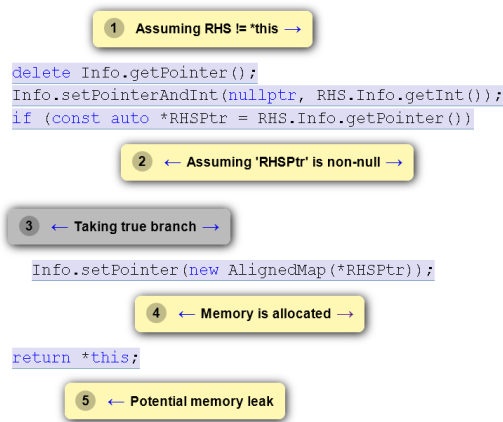 1 Assuming RHS != *this →
delete Info.getPointer();
Info.setPointerAndInt(nullptr, RHS.Info.getInt());
if (const auto *RHSPtr = RHS.Info.getPointer())
2 ← Assuming 'RHSPtr' is non-null →
3 ← Taking true branch →
Info.setPointer(new AlignedMap(*RHSPtr));
4 ← Memory is allocated →
return *this;
5 ← Potential memory leak